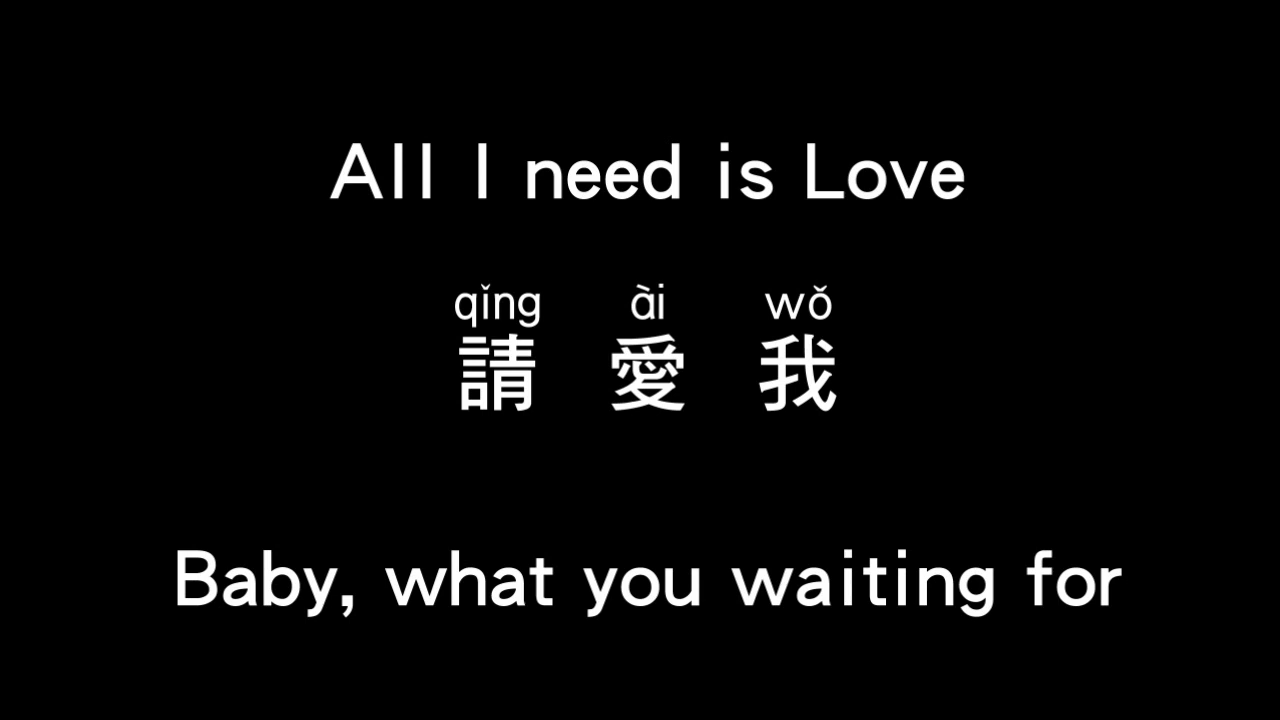 All I need is Love
qǐng ài wǒ
請 愛 我
Baby, what you waiting for